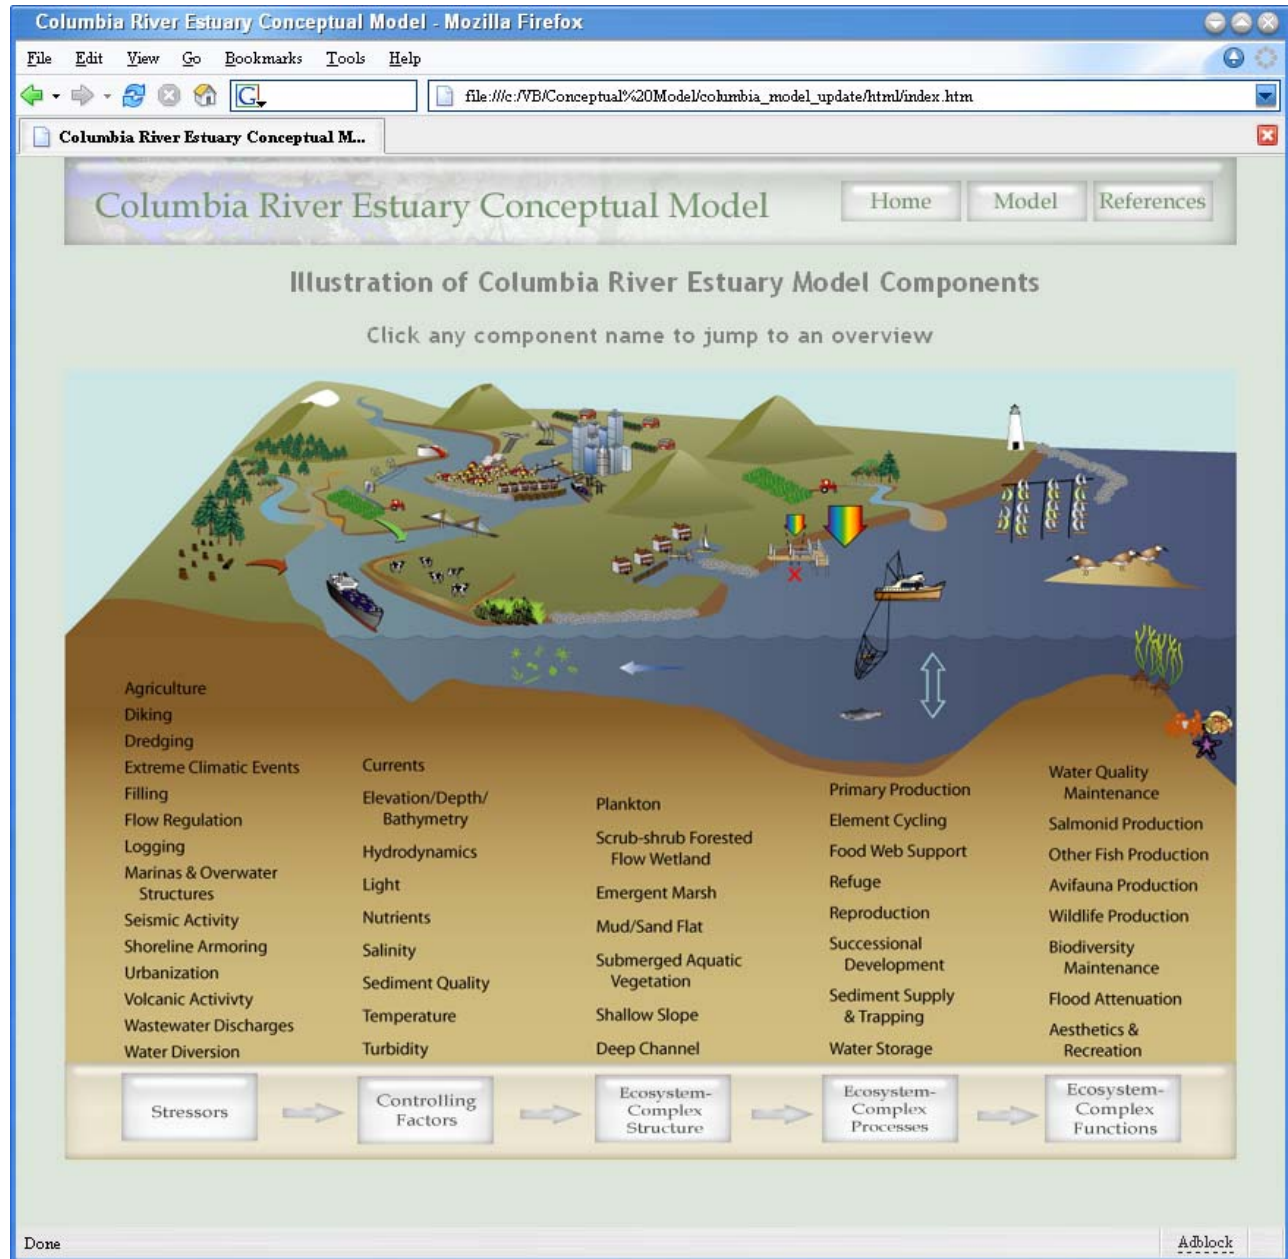 Columbia River Estuary Conceptual Model - Mozilla Firefox
File Edit View Go Bookmarks Tools Help
G
file:///c:/VB/Conceptual%20Model/columbia_model_update/html/index.htm
Columbia River Estuary Conceptual M...
Columbia River Estuary Conceptual Model
Home Model References
Illustration of Columbia River Estuary Model Components
Click any component name to jump to an overview
Agriculture
Diking
Dredging
Extreme Climatic Events
Filling
Flow Regulation
Logging
Marinas & Overwater
Structures
Seismic Activity
Shoreline Armoring
Urbanization
Volcanic Activivty
Wastewater Discharges
Water Diversion
Currents
Elevation/Depth/
Bathymetry
Hydrodynamics
Light
Nutrients
Salinity
Sediment Quality
Temperature
Turbidity
Plankton
Scrub-shrub Forested
Flow Wetland
Emergent Marsh
Mud/Sand Flat
Submerged Aquatic
Vegetation
Shallow Slope
Deep Channel
Primary Production
Element Cycling
Food Web Support
Refuge
Reproduction
Successional
Development
Sediment Supply
& Trapping
Water Storage
Water Quality
Maintenance
Salmonid Production
Other Fish Production
Avifauna Production
Wildlife Production
Biodiversity
Maintenance
Flood Attenuation
Aesthetics &
Recreation
Stressors
Controlling
Factors
Ecosystem-
Complex
Structure
Ecosystem-
Complex
Processes
Ecosystem-
Complex
Functions
Done
Adblock